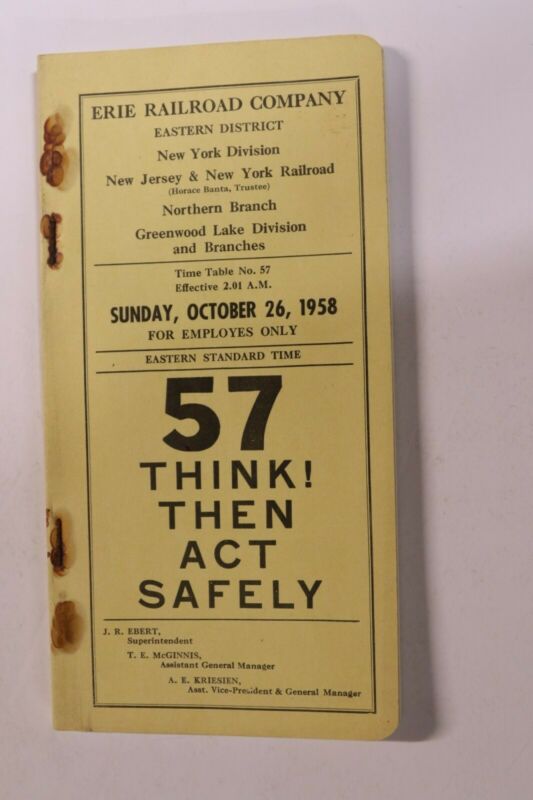 ERIE RAILROAD COMPANY
EASTERN DISTRICT
New York Division
New Jersey & New York Railroad
(Horace Banta, Trustee)
Northern Branch
Greenwood Lake Division
and Branches
Time Table No. 57
Effective 2.01 A.M.
SUNDAY, OCTOBER 26, 1958
FOR EMPLOYES ONLY
EASTERN STANDARD TIME
57
THINK!
THEN
ACT
SAFELY
J. R. EBERT,
Superintendent
T. E. McGINNIS,
Assistant General Manager
A. E. KRIESIEN,
Asst. Vice-President & General Manager